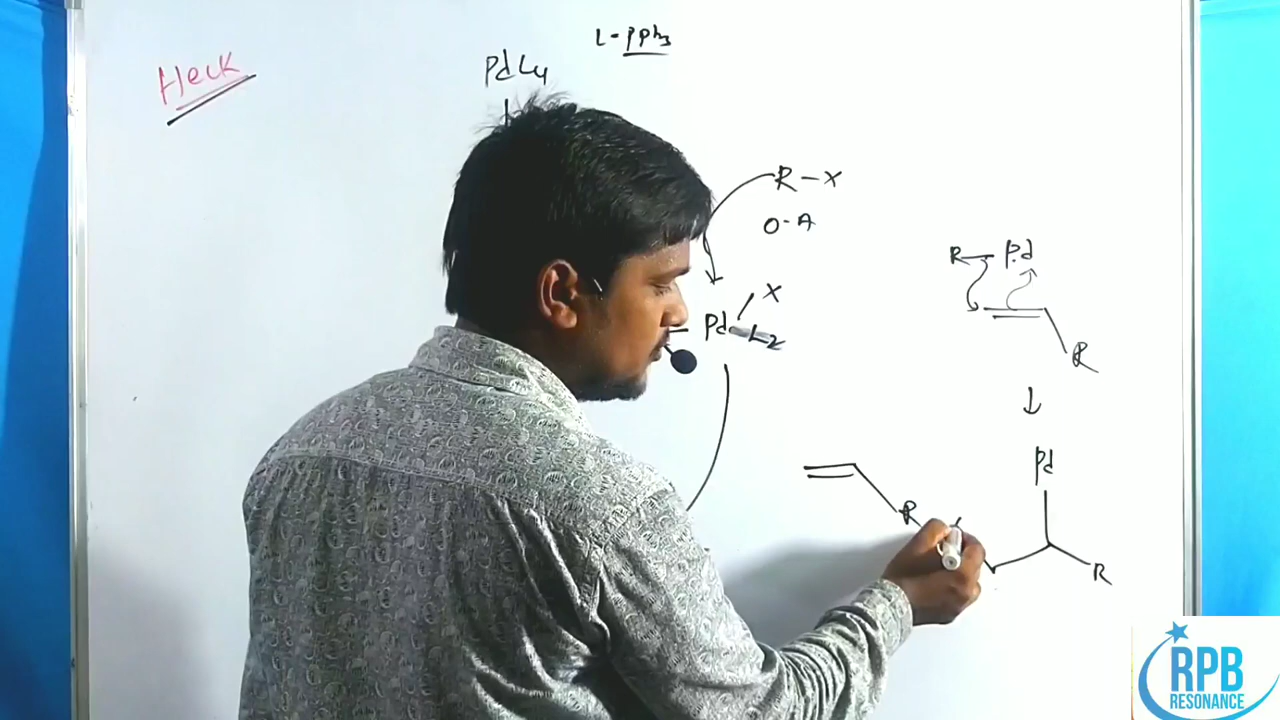 L - PPh3
Heck
PdL4
R - X
O-A
R - Pd
X
Pd - L2
R
Pd
R
R
RPB
RESONANCE